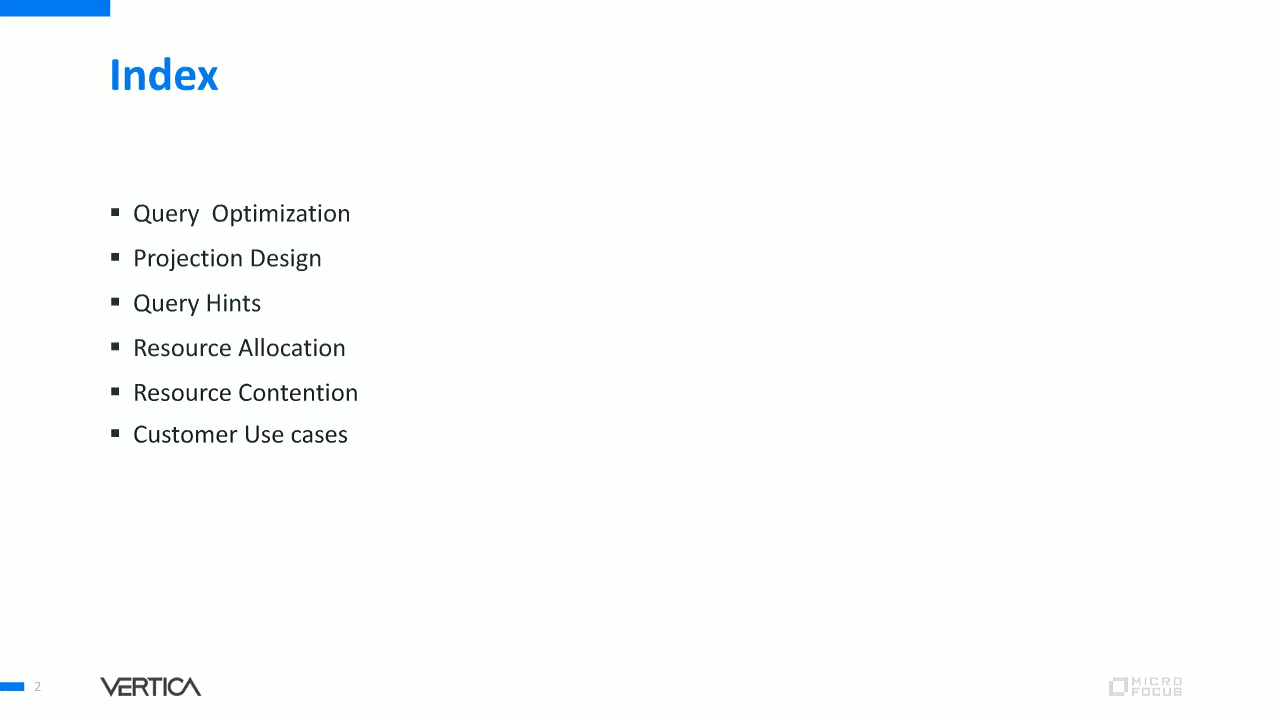 Index
Query  Optimization
Projection Design
Query Hints
Resource Allocation
Resource Contention
Customer Use cases
2
VERTICA
MICRO
FOCUS